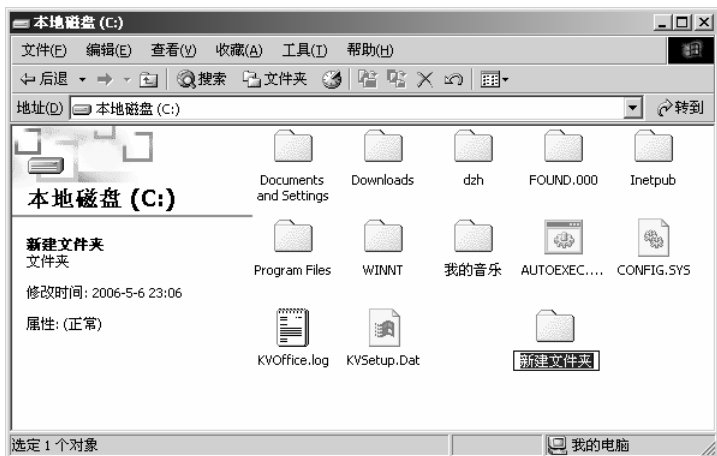 本地磁盘 (C:)
文件(F) 编辑(E) 查看(V) 收藏(A) 工具(T) 帮助(H)
后退 搜索 文件夹
地址(D) 本地磁盘 (C:) 转到
本地磁盘 (C:)
新建文件夹
文件夹
修改时间: 2006-5-6 23:06
属性: (正常)
Documents
and Settings
Downloads
dzh
FOUND.000
Inetpub
Program Files
WINNT
我的音乐
AUTOEXEC....
CONFIG.SYS
KVOffice.log
KVSetup.Dat
新建文件夹
选定 1 个对象
我的电脑